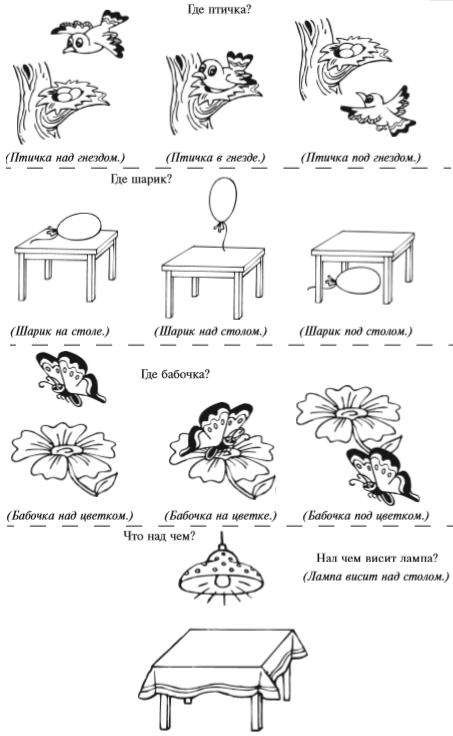 Где птичка?
(Птичка над гнездом.) (Птичка в гнезде.) (Птичка под гнездом.)
Где шарик?
(Шарик на столе.) (Шарик над столом.) (Шарик под столом.)
Где бабочка?
(Бабочка над цветком.) (Бабочка на цветке.) (Бабочка под цветком.)
Что над чем?
Над чем висит лампа?
(Лампа висит над столом.)